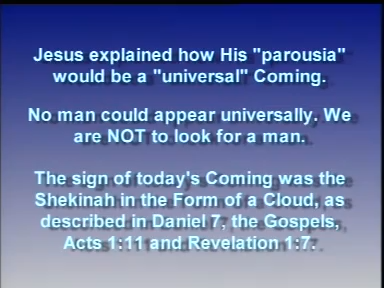 Jesus explained how His "parousia"
would be a "universal" Coming.
No man could appear universally. We
are NOT to look for a man.
The sign of today's Coming was the
Shekinah in the Form of a Cloud, as
described in Daniel 7, the Gospels,
Acts 1:11 and Revelation 1:7.